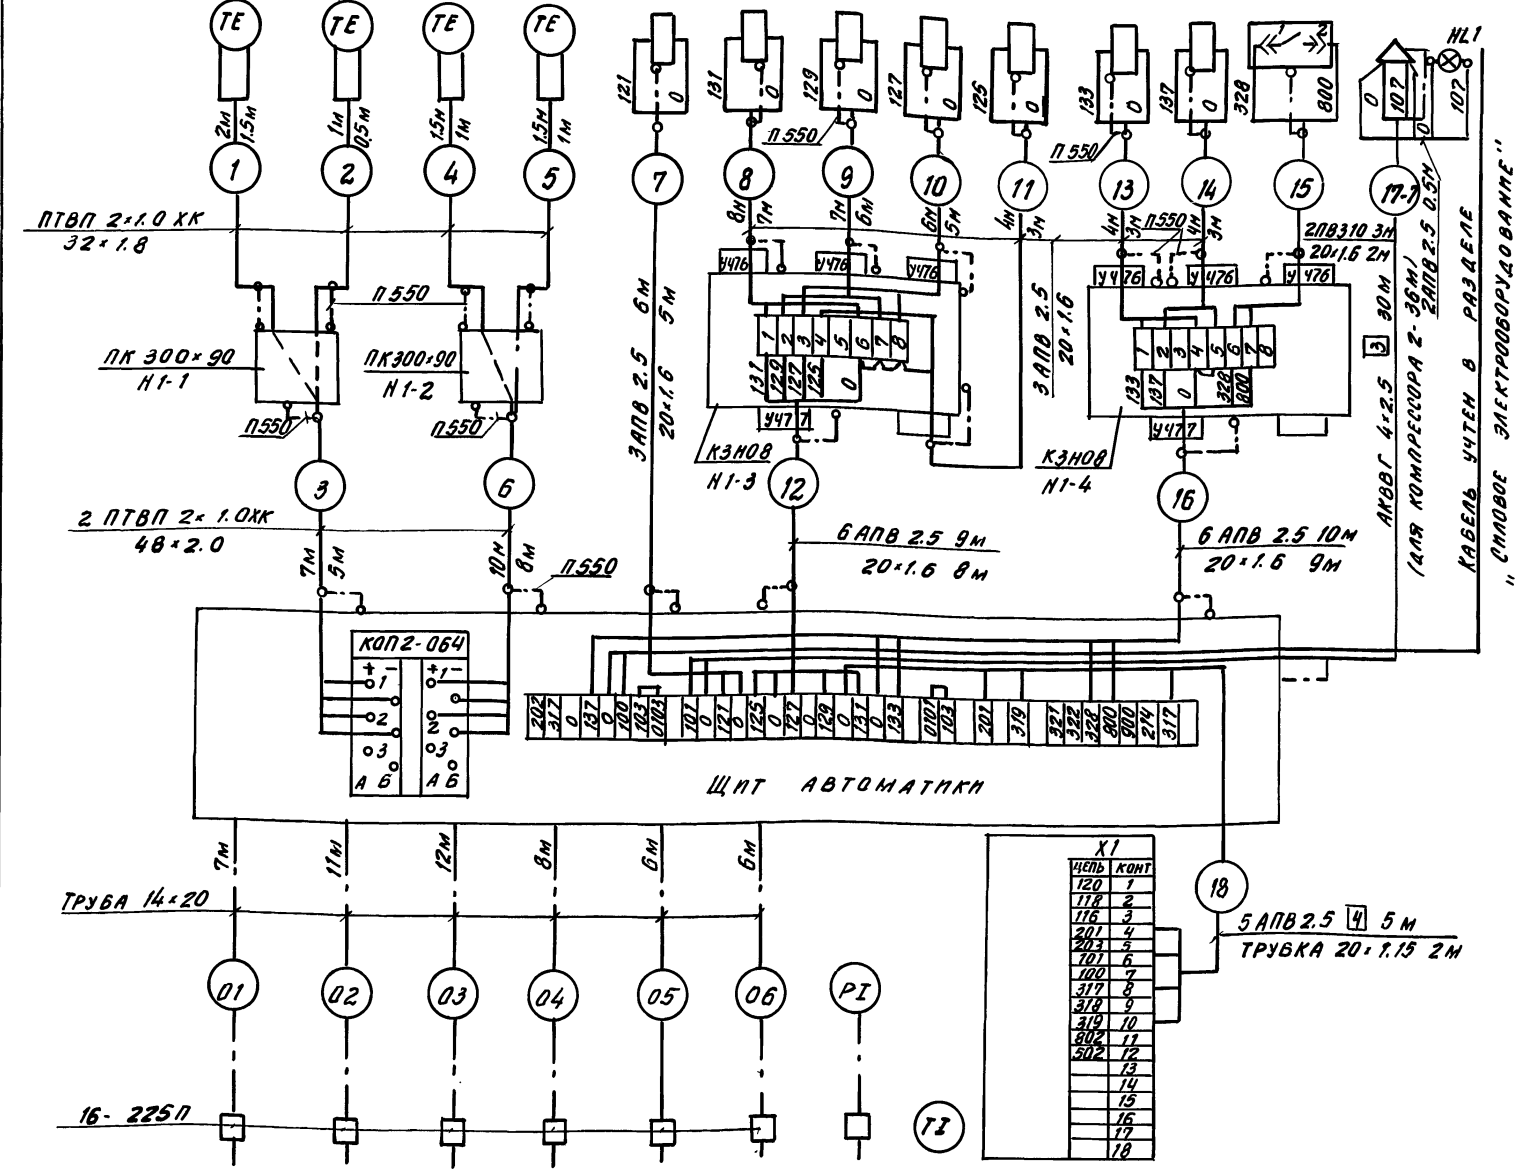 TE TE TE TE
121 0
131 0
129 0
127 0
125 0
133 0
137 0
1 2
328 800
0 107 0
HL1
107
2м 1.5м
1м 0,5м
1.5м 1м
1.5м 1м
П550
П550
1 2 4 5 7 8 9 10 11 13 14 15 17-1
ПТВП 2×1.0 ХК
32×1.8
8м 7м
7м 6м
6м 5м
4м 3м
4м 3м
П550
4м 3м
2ПВ310 3м
20×1.6 2м
2АПВ 2.5 0.5м
У476 У476 У476
У476 У476 У476
П550
ПК 300×90
Н1-1
ПК300×90
Н1-2
П550
П550
3 АПВ 2.5 6м
20×1.6 5м
1 2 3 4 5 6 7 8
131 129 127 125 0
У477
КЗН08
Н1-3
3 АПВ 2.5
20×1.6
1 2 3 4 5 6 7 8
133 137 0 328 800
У477
КЗН08
Н1-4
АКВВГ 4×2.5 3 30м
(ДЛЯ КОМПРЕССОРА 2-36м)
КАБЕЛЬ УЧТЕН В РАЗДЕЛЕ
„СИЛОВОЕ ЭЛЕКТРООБОРУДОВАНИЕ"
3 6 12 16
2 ПТВП 2×1.0ХК
48×2.0
7м 5м
10м 8м
П550
6 АПВ 2.5 9м
20×1.6 8м
6 АПВ 2.5 10м
20×1.6 9м
КОП2-064
+ - + -
1 1
2 2
3 3
А Б А Б
202 317 0 137 0 100 103 0103 101 0 121 0 125 0 127 0 129 0 131 0 133 0101 103 201 319 321 322 328 800 900 214 317
ЩИТ АВТОМАТИКИ
7м 11м 12м 8м 6м 6м
ТРУБА 14×20
01 02 03 04 05 06 PI
16- 225П
TI
X1
ЦЕПЬ КОНТ
120 1
118 2
116 3
201 4
203 5
101 6
100 7
317 8
318 9
319 10
802 11
502 12
13
14
15
16
17
18
18
5 АПВ 2.5 4 5м
ТРУБКА 20×1.15 2м